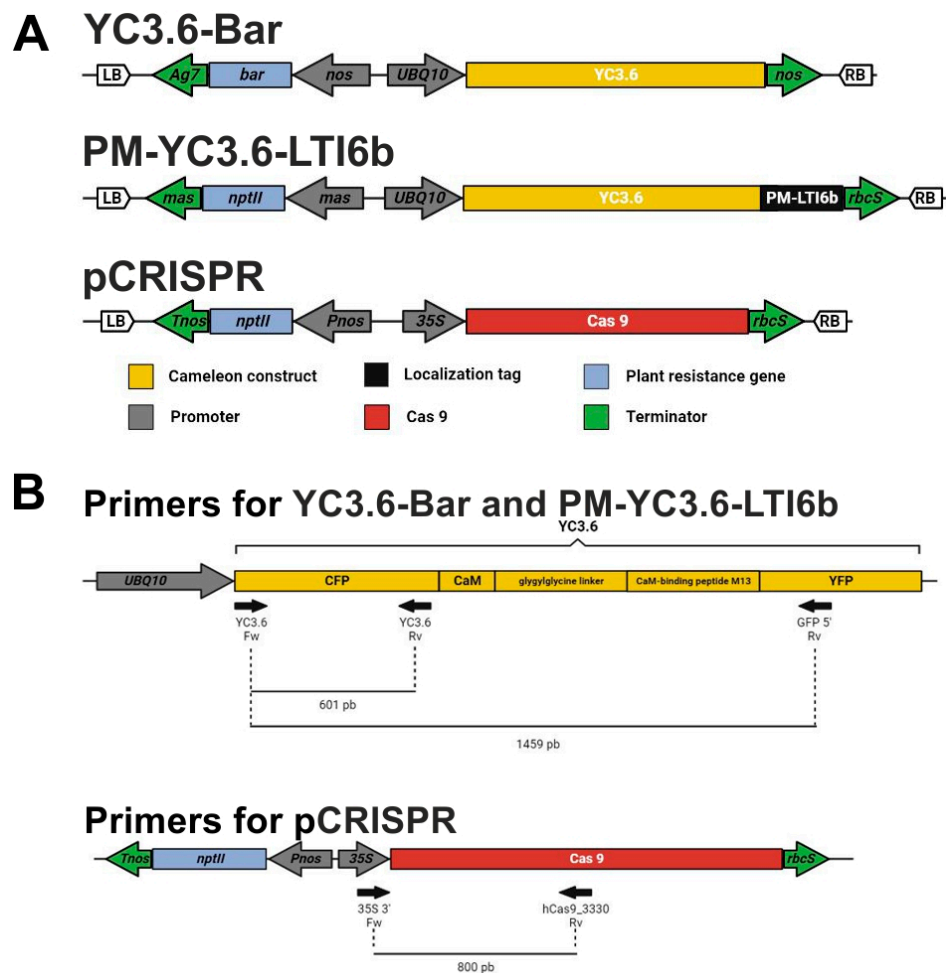 A
YC3.6-Bar
LB Ag7 bar nos UBQ10 YC3.6 nos RB
PM-YC3.6-LTI6b
LB mas nptII mas UBQ10 YC3.6 PM-LTI6b rbcS RB
pCRISPR
LB Tnos nptII Pnos 35S Cas 9 rbcS RB
Cameleon construct Localization tag Plant resistance gene
Promoter Cas 9 Terminator
B
Primers for YC3.6-Bar and PM-YC3.6-LTI6b
YC3.6
UBQ10 CFP CaM glygylglycine linker CaM-binding peptide M13 YFP
YC3.6 YC3.6 GFP 5'
Fw Rv Rv
601 pb
1459 pb
Primers for pCRISPR
Tnos nptII Pnos 35S Cas 9 rbcS
35S 3' hCas9_3330
Fw Rv
800 pb